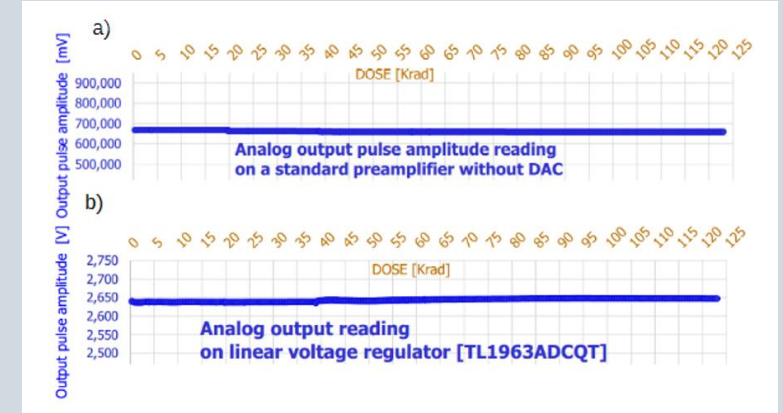 a)
0 5 10 15 20 25 30 35 40 45 50 55 60 65 70 75 80 85 90 95 100 105 110 115 120 125
DOSE [Krad]
Output pulse amplitude [mV]
900,000
800,000
700,000
600,000
500,000
Analog output pulse amplitude reading
on a standard preamplifier without DAC
b)
0 5 10 15 20 25 30 35 40 45 50 55 60 65 70 75 80 85 90 95 100 105 110 115 120 125
DOSE [Krad]
Output pulse amplitude [V]
2,750
2,700
2,650
2,600
2,550
2,500
Analog output reading
on linear voltage regulator [TL1963ADCQT]